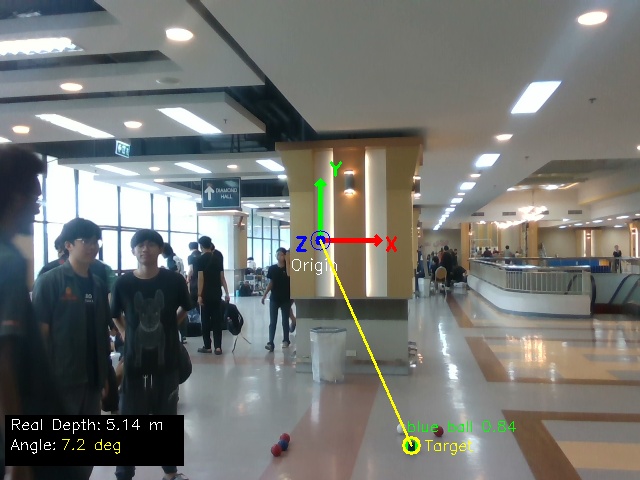 DIAMOND
HALL
Y
Z
X
Origin
blue ball 0.84
Target
Real Depth: 5.14 m
Angle: 7.2 deg